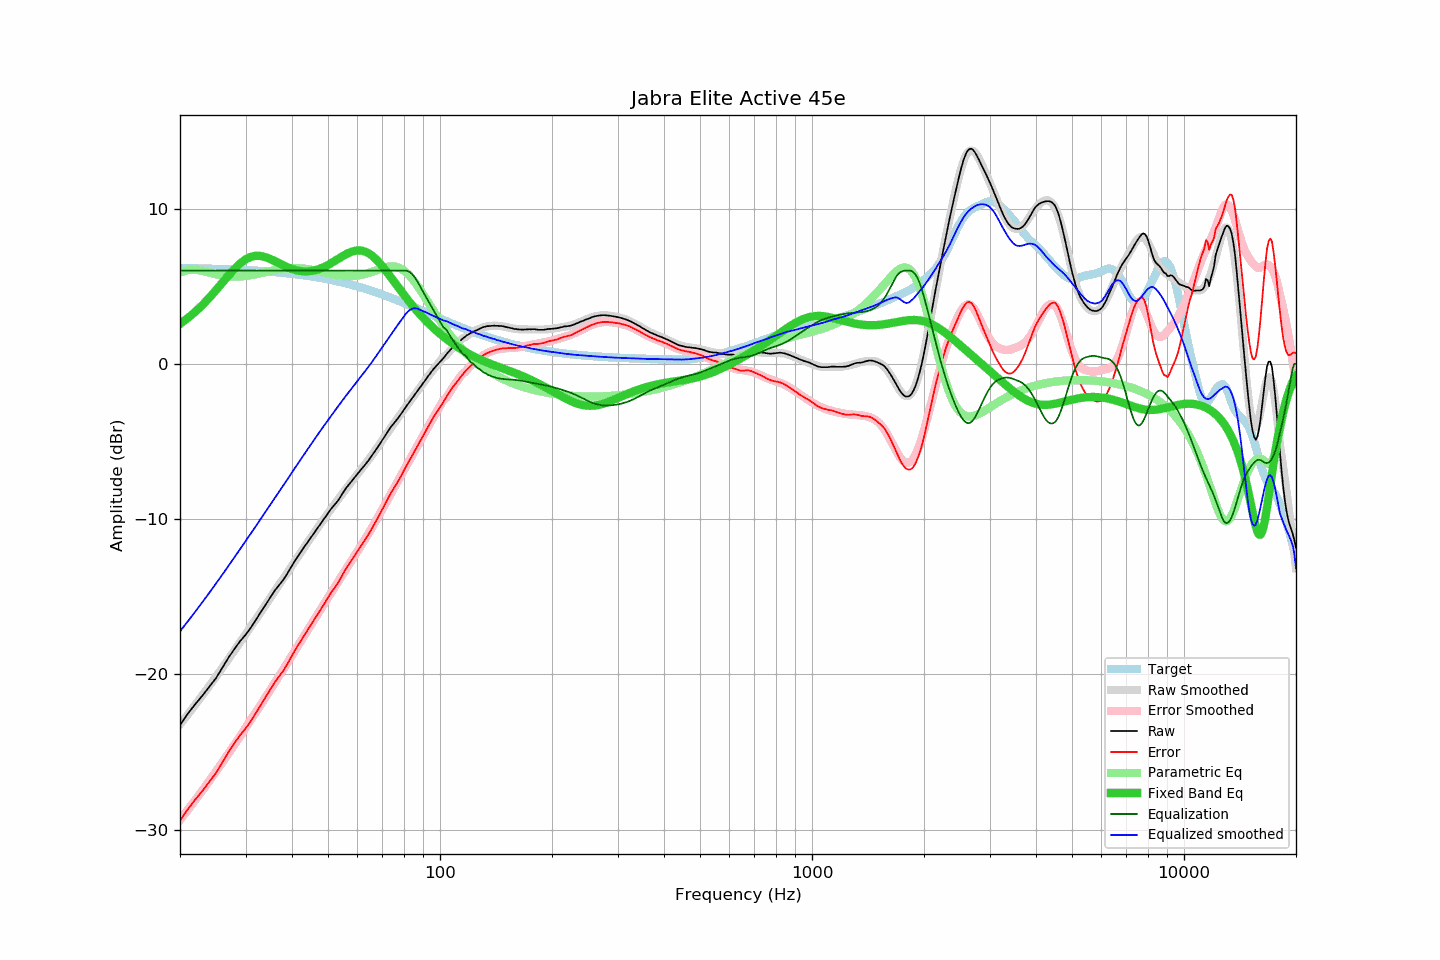 Jabra Elite Active 45e
Amplitude (dBr)
10
0
−10
−20
−30
100
1000
10000
Frequency (Hz)
Target
Raw Smoothed
Error Smoothed
Raw
Error
Parametric Eq
Fixed Band Eq
Equalization
Equalized smoothed